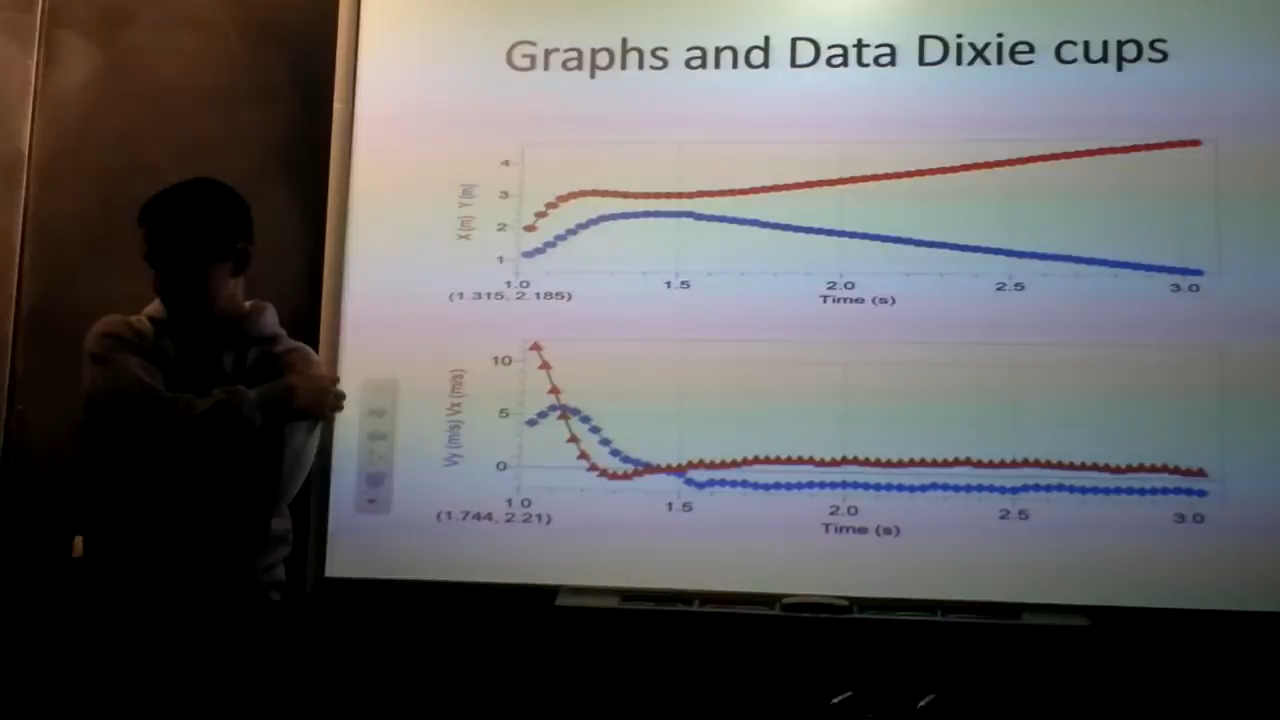 Graphs and Data Dixie cups
X (m) Y (m)
4
3
2
1
1.0 1.5 2.0 2.5 3.0
(1.315, 2.185)
Time (s)
Vy (m/s) Vx (m/s)
10
5
0
1.0 1.5 2.0 2.5 3.0
(1.744, 2.21)
Time (s)